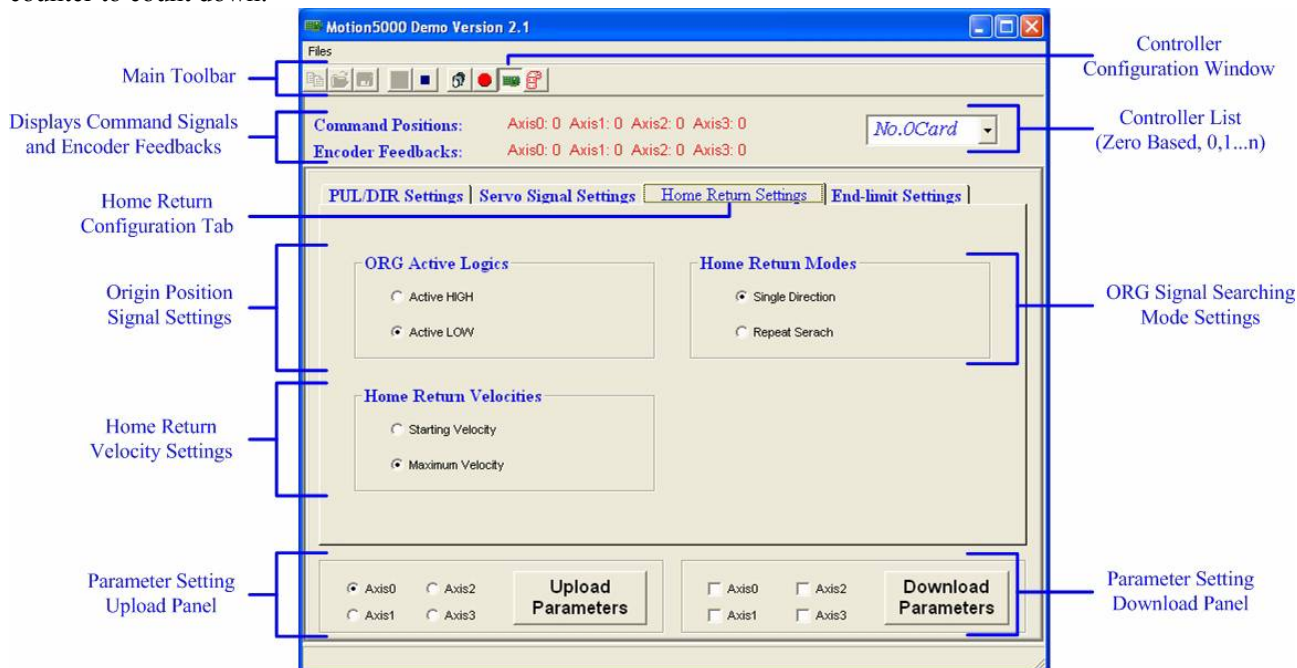 counter to count down.
Motion5000 Demo Version 2.1
Files
Main Toolbar
Controller
Configuration Window
Displays Command Signals
and Encoder Feedbacks
Command Positions: Axis0: 0 Axis1: 0 Axis2: 0 Axis3: 0
Encoder Feedbacks: Axis0: 0 Axis1: 0 Axis2: 0 Axis3: 0
No.0Card
Controller List
(Zero Based, 0,1...n)
Home Return
Configuration Tab
PUL/DIR Settings Servo Signal Settings Home Return Settings End-limit Settings
Origin Position
Signal Settings
ORG Active Logics
Active HIGH
Active LOW
Home Return Modes
Single Direction
Repeat Serach
ORG Signal Searching
Mode Settings
Home Return
Velocity Settings
Home Return Velocities
Starting Velocity
Maximum Velocity
Parameter Setting
Upload Panel
Axis0 Axis2
Axis1 Axis3
Upload
Parameters
Axis0 Axis2
Axis1 Axis3
Download
Parameters
Parameter Setting
Download Panel